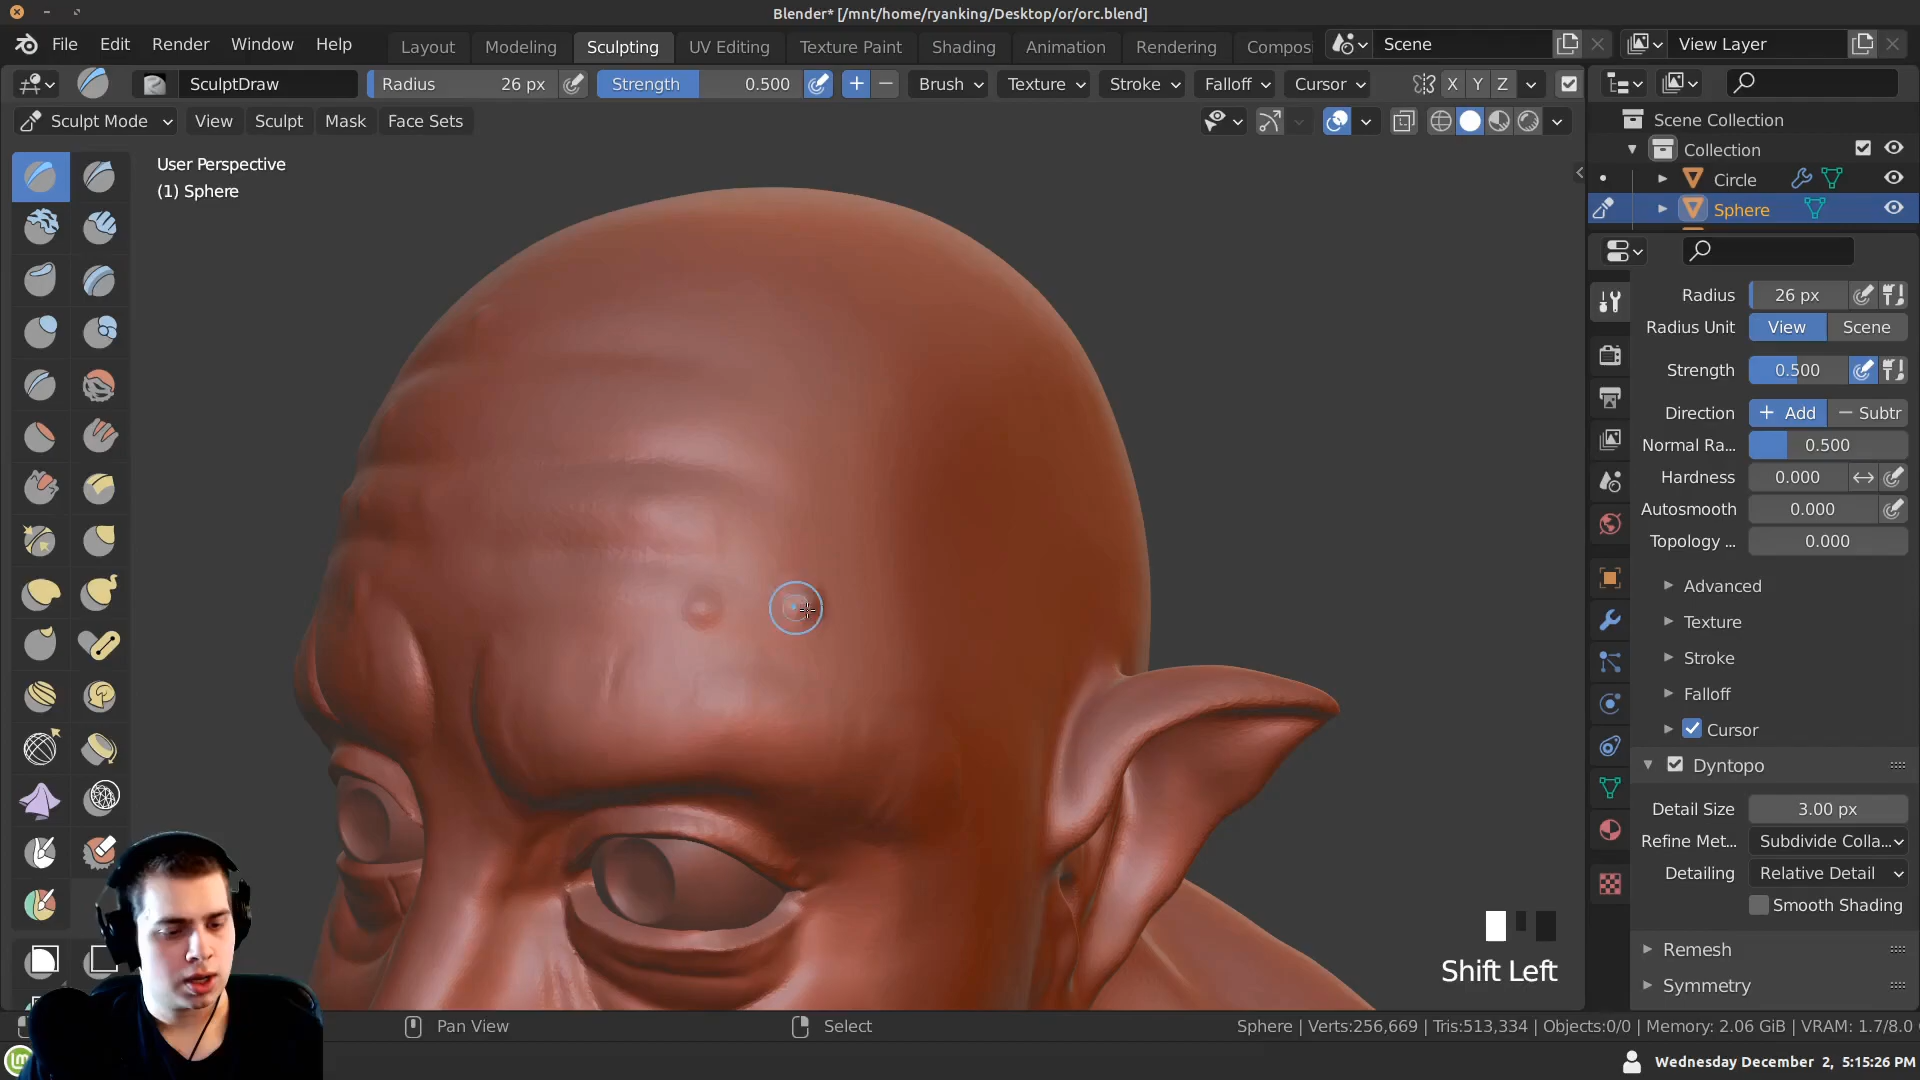 Blender* [/mnt/home/ryanking/Desktop/or/orc.blend]
File Edit Render Window Help Layout Modeling Sculpting UV Editing Texture Paint Shading Animation Rendering Compos Scene View Layer
SculptDraw Radius 26 px Strength 0.500 Brush Texture Stroke Falloff Cursor X Y Z
Sculpt Mode View Sculpt Mask Face Sets
User Perspective
(1) Sphere
Scene Collection
Collection
Circle
Sphere
Radius 26 px
Radius Unit View Scene
Strength 0.500
Direction + Add − Subtr
Normal Ra... 0.500
Hardness 0.000
Autosmooth 0.000
Topology ... 0.000
Advanced
Texture
Stroke
Falloff
Cursor
Dyntopo
Detail Size 3.00 px
Refine Met... Subdivide Colla...
Detailing Relative Detail
Smooth Shading
Remesh
Symmetry
Shift Left
Pan View Select Sphere | Verts:256,669 | Tris:513,334 | Objects:0/0 | Memory: 2.06 GiB | VRAM: 1.7/8.0
Wednesday December 2, 5:15:26 PM